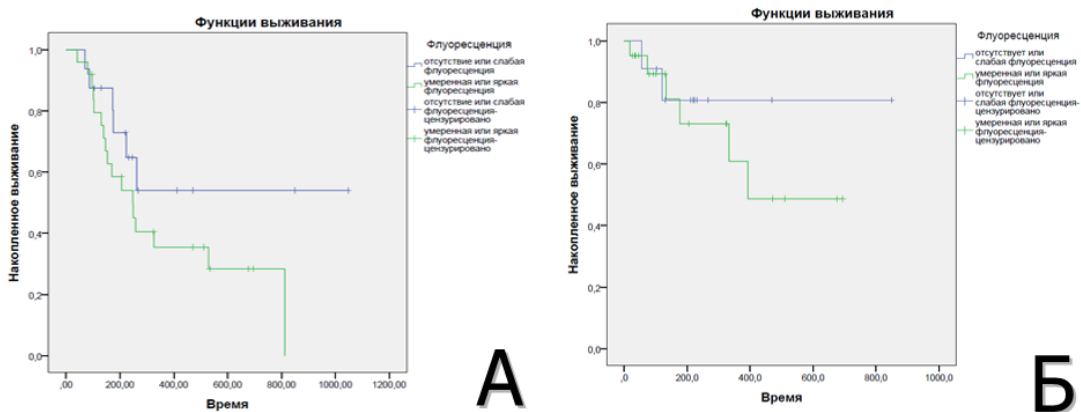 Функции выживания
Флуоресценция
отсутствие или слабая
флуоресценция
умеренная или яркая
флуоресценция
отсутствие или слабая
флуоресценция-
цензурировано
умеренная или яркая
флуоресценция-
цензурировано
Накопленное выживание
1,0
0,8
0,6
0,4
0,2
0,0
,00
200,00
400,00
600,00
800,00
1000,00
1200,00
Время
А
Функции выживания
Флуоресценция
отсутствует или
слабая флуоресценция
умеренная или яркая
флуоресценция
отсутствует или
слабая флуоресценция-
цензурировано
умеренная или яркая
флуоресценция-
цензурировано
Накопленное выживание
1,0
0,8
0,6
0,4
0,2
0,0
,0
200,0
400,0
600,0
800,0
1000,0
Время
Б